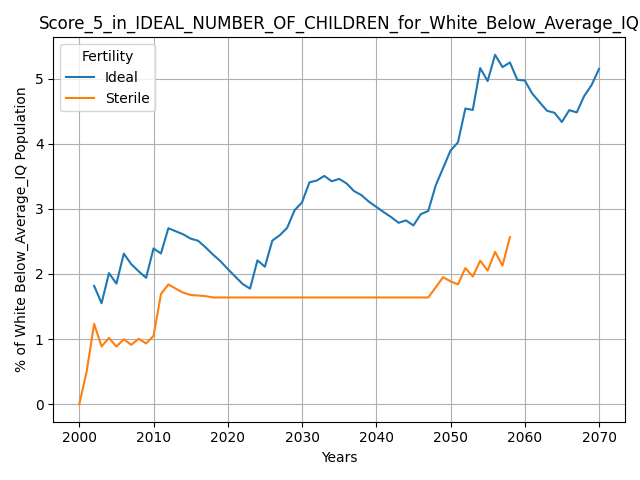 Score_5_in_IDEAL_NUMBER_OF_CHILDREN_for_White_Below_Average_IQ
Fertility
Ideal
Sterile
% of White Below_Average_IQ Population
5
4
3
2
1
0
2000 2010 2020 2030 2040 2050 2060 2070
Years